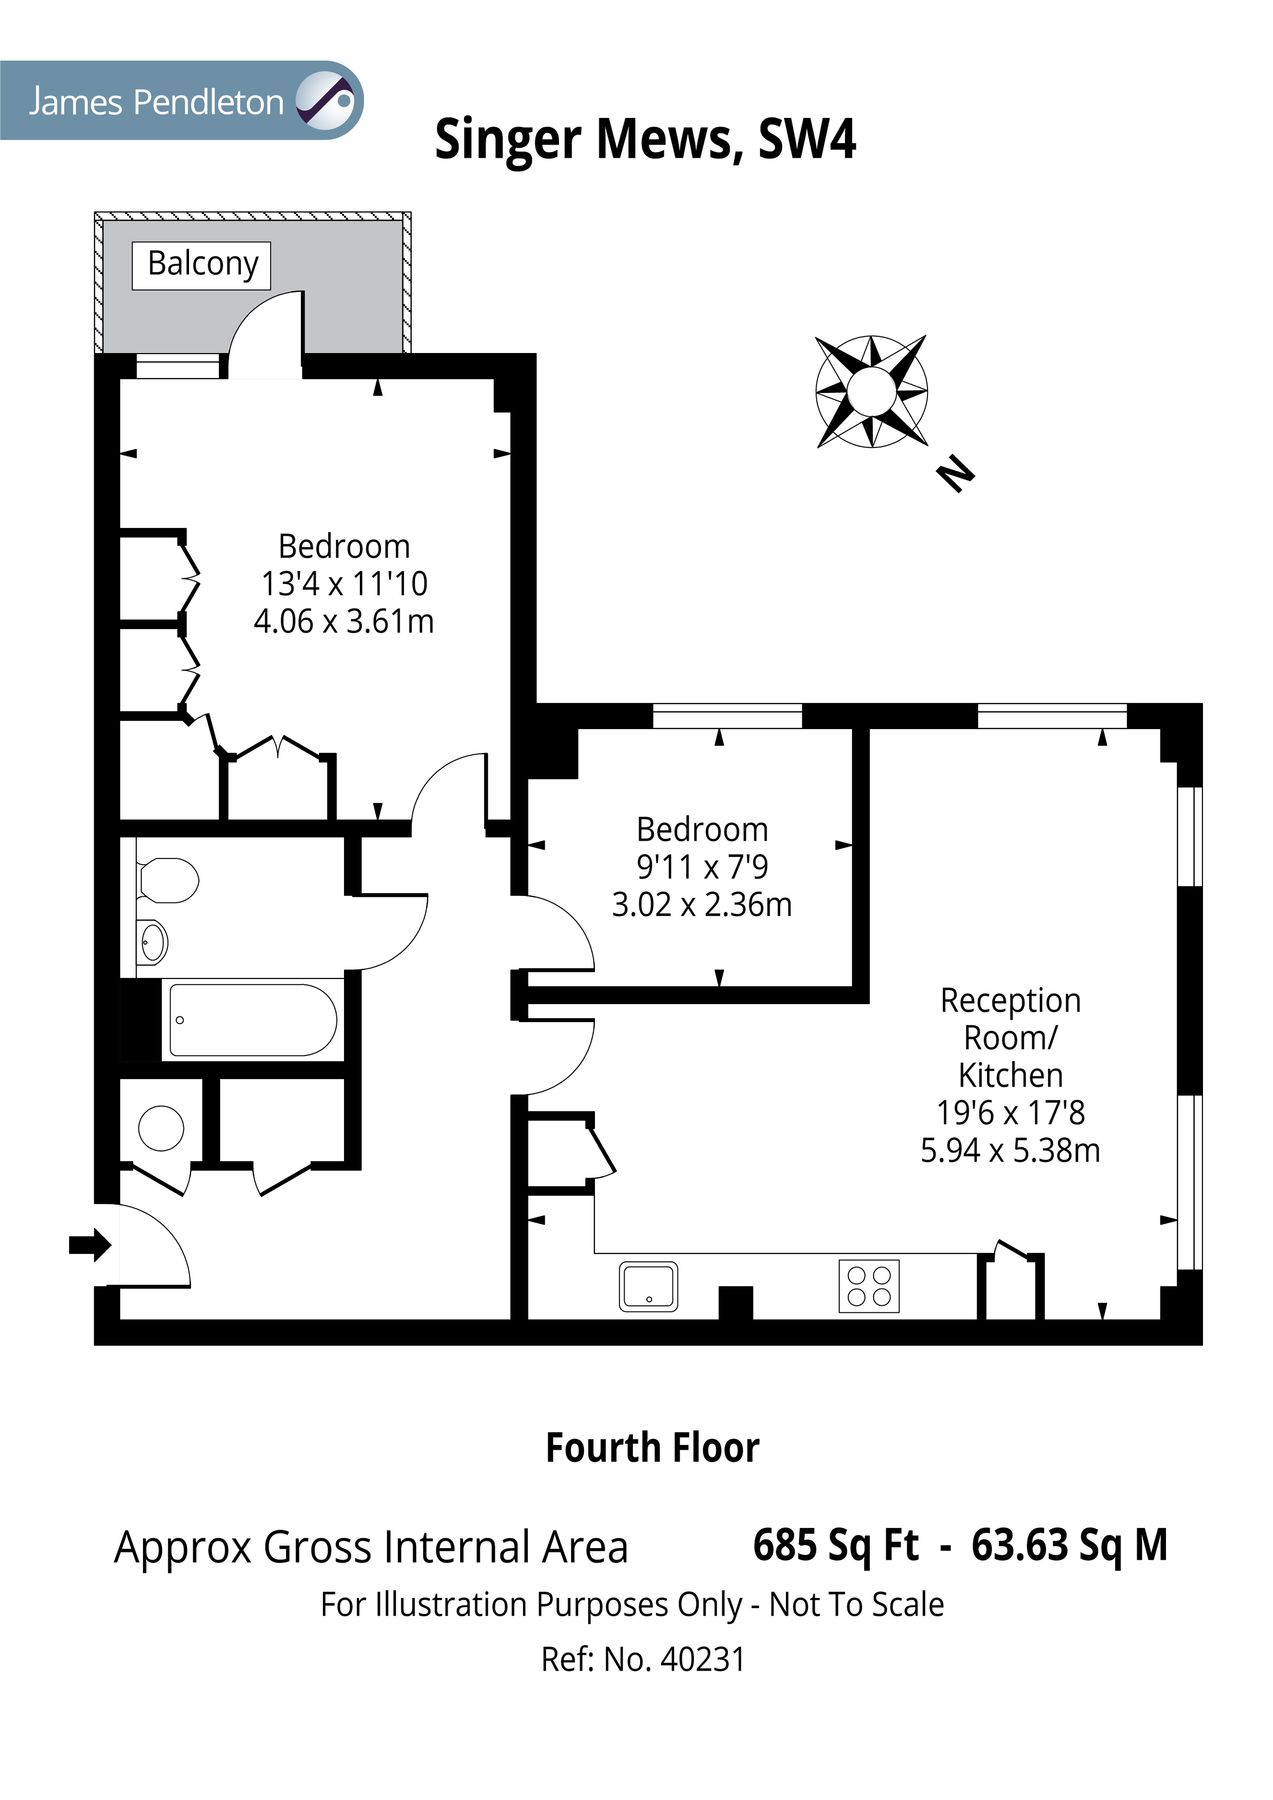 James Pendleton
Singer Mews, SW4
Balcony
N
Bedroom
13'4 x 11'10
4.06 x 3.61m
Bedroom
9'11 x 7'9
3.02 x 2.36m
Reception
Room/
Kitchen
19'6 x 17'8
5.94 x 5.38m
Fourth Floor
Approx Gross Internal Area 685 Sq Ft - 63.63 Sq M
For Illustration Purposes Only - Not To Scale
Ref: No. 40231